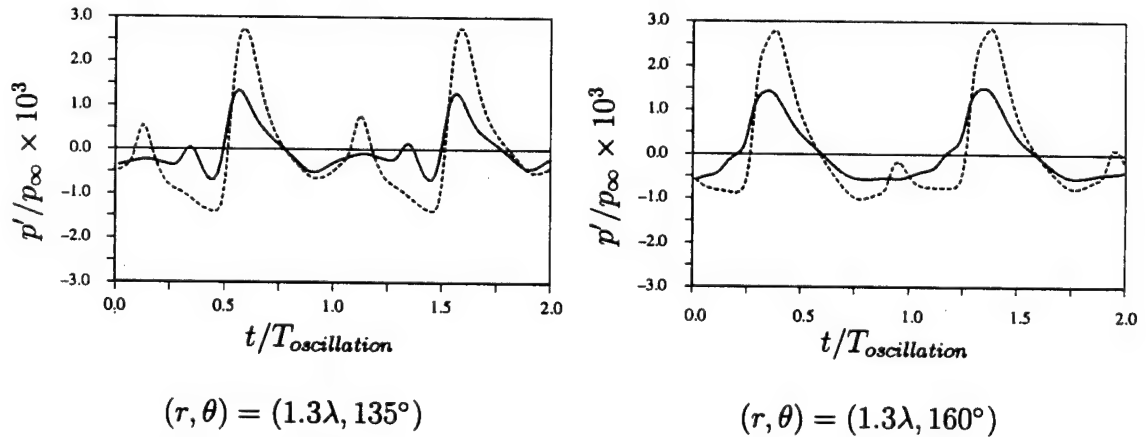 3.0
2.0
1.0
0.0
−1.0
−2.0
−3.0
p′/p∞ × 10³
0.0 0.5 1.0 1.5 2.0
t/Toscillation
(r, θ) = (1.3λ, 135°)
3.0
2.0
1.0
0.0
−1.0
−2.0
−3.0
p′/p∞ × 10³
0.0 0.5 1.0 1.5 2.0
t/Toscillation
(r, θ) = (1.3λ, 160°)